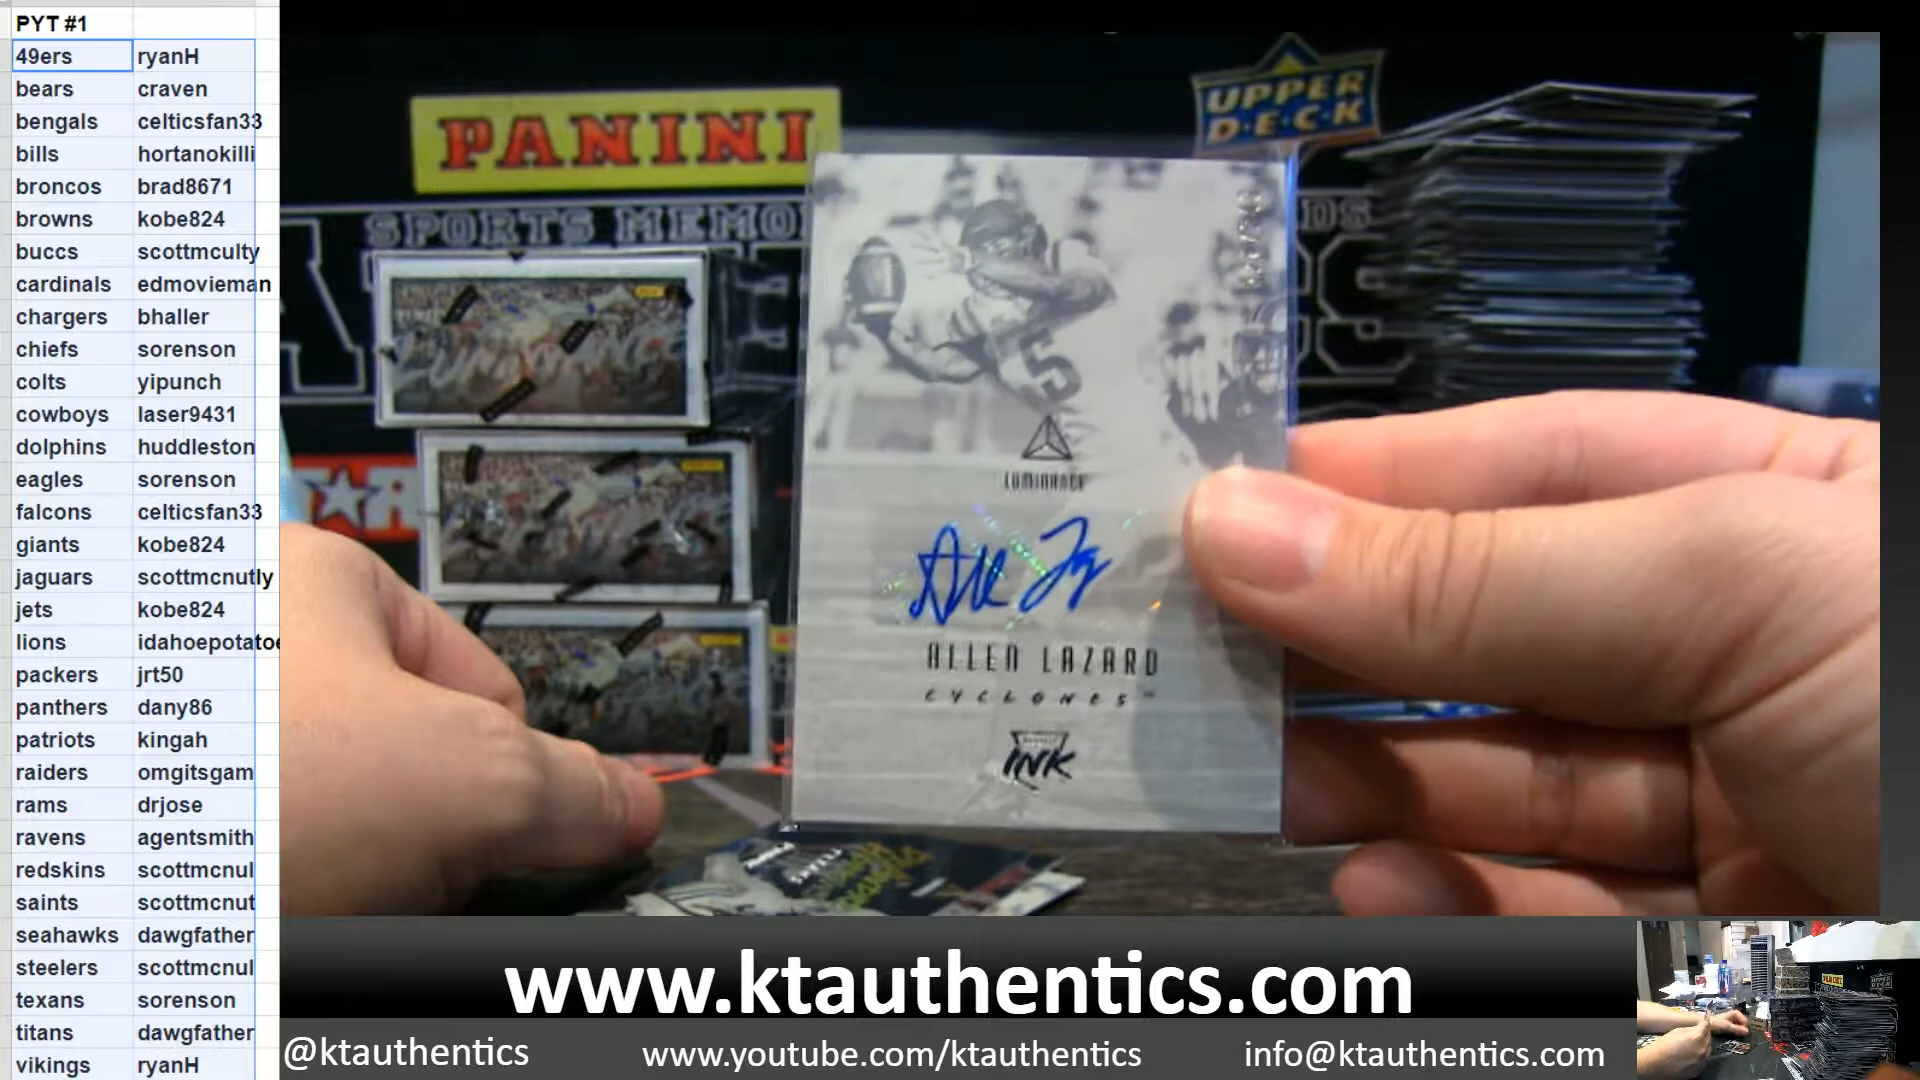 PYT #1
49ers ryanH
bears craven
bengals celticsfan33
bills hortanokilli
broncos brad8671
browns kobe824
buccs scottmculty
cardinals edmovieman
chargers bhaller
chiefs sorenson
colts yipunch
cowboys laser9431
dolphins huddleston
eagles sorenson
falcons celticsfan33
giants kobe824
jaguars scottmcnutly
jets kobe824
lions idahoepotatoe
packers jrt50
panthers dany86
patriots kingah
raiders omgitsgam
rams drjose
ravens agentsmith
redskins scottmcnul
saints scottmcnut
seahawks dawgfather
steelers scottmcnul
texans sorenson
titans dawgfather
vikings ryanH
PANINI
UPPER
D·E·C·K
SPORTS MEMO
DS
5
LUMINANCE
ALLEN LAZARD
CYCLONES
INK
www.ktauthentics.com
@ktauthentics www.youtube.com/ktauthentics info@ktauthentics.com